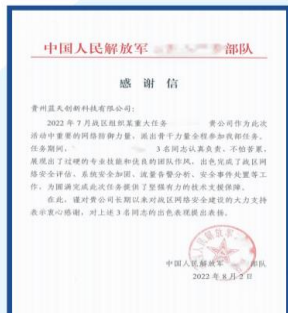 中国人民解放军 部队
感谢信
贵州蓝天创新科技有限公司：
2022年7月战区组织某重大任务 贵公司作为此次
活动中重要的网络防御力量，派出骨干力量全程参加我部任务。
任务期间， 3名同志认真负责、不怕苦累，
展现出了过硬的专业技能和优良的团队作风，出色完成了战区网
络安全评估、系统安全加固、流量告警分析、安全事件处置等工
作，为圆满完成此次任务提供了坚强有力的技术支援保障。
在此，谨对贵公司长期以来对战区网络安全建设的大力支持
表示衷心感谢，对上述3名同志的出色表现提出表扬。
中国人民解放军 部队
2022年8月2日